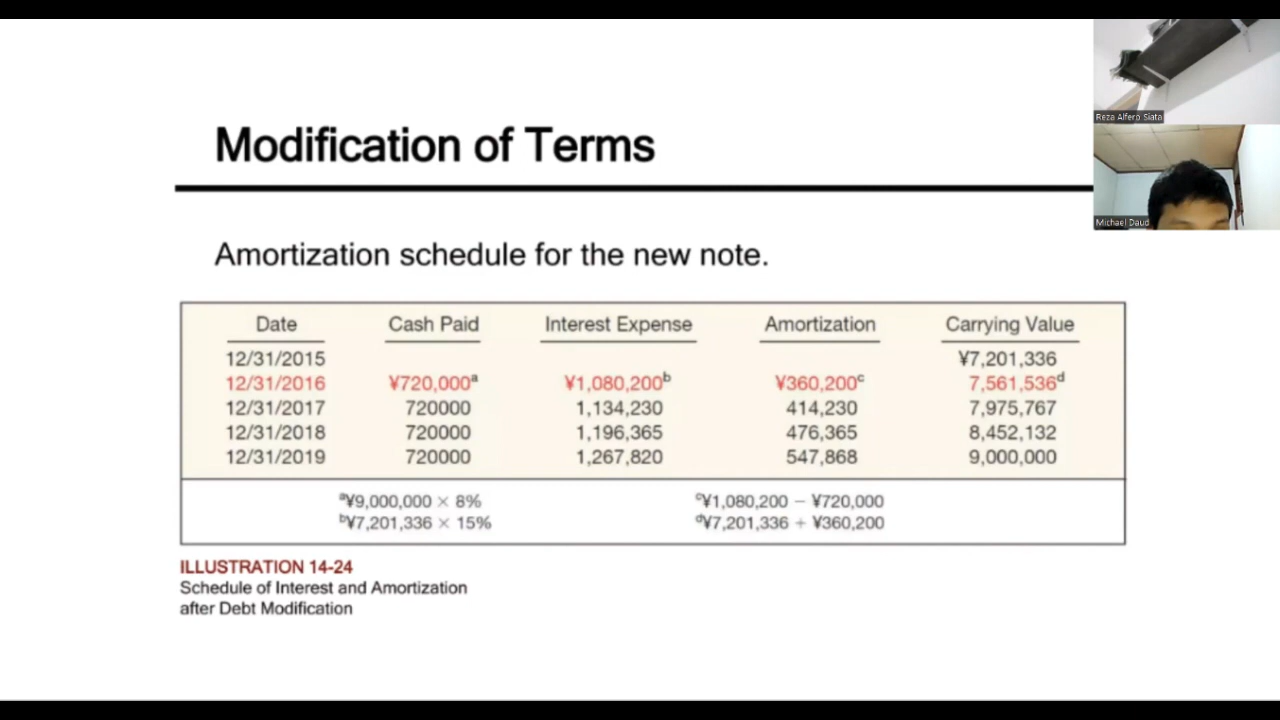 Modification of Terms
Reza Alfero Siata
Michael Daud
Amortization schedule for the new note.
Date Cash Paid Interest Expense Amortization Carrying Value
12/31/2015 ¥7,201,336
12/31/2016 ¥720,000ᵃ ¥1,080,200ᵇ ¥360,200ᶜ 7,561,536ᵈ
12/31/2017 720000 1,134,230 414,230 7,975,767
12/31/2018 720000 1,196,365 476,365 8,452,132
12/31/2019 720000 1,267,820 547,868 9,000,000
ᵃ¥9,000,000 × 8% ᶜ¥1,080,200 − ¥720,000
ᵇ¥7,201,336 × 15% ᵈ¥7,201,336 + ¥360,200
ILLUSTRATION 14-24
Schedule of Interest and Amortization
after Debt Modification